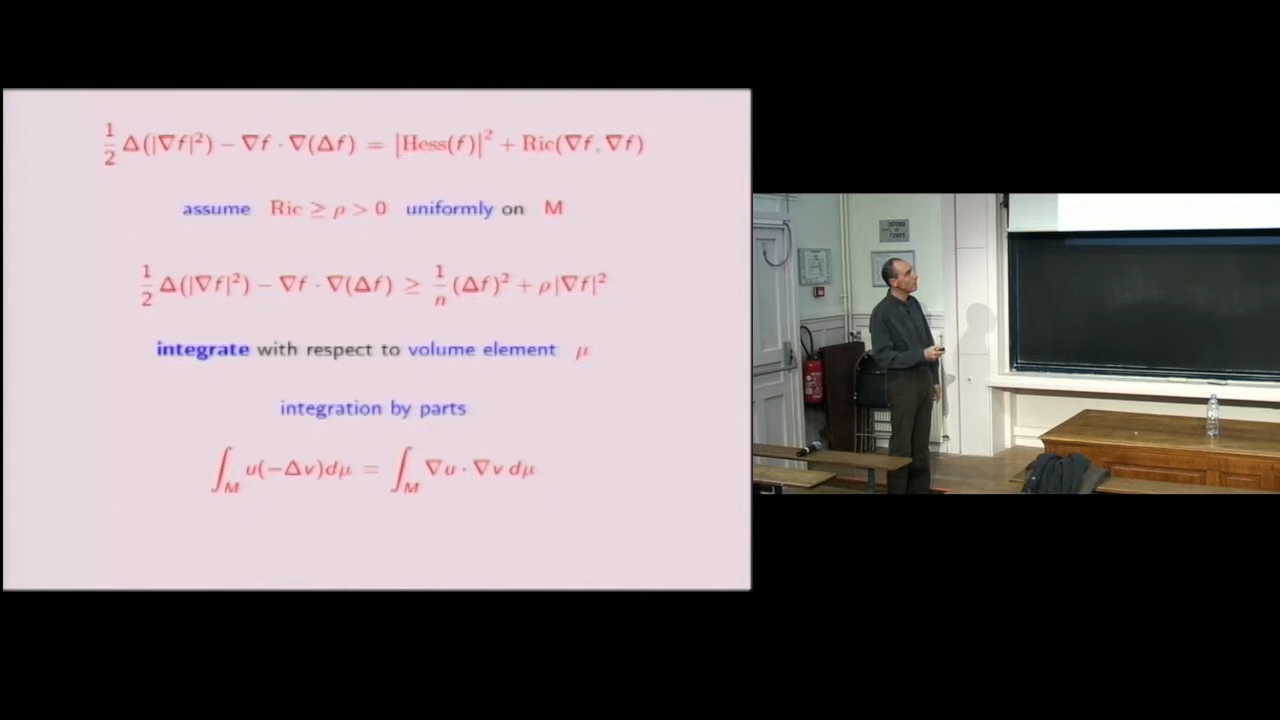 1/2 Δ(|∇f|²) − ∇f · ∇(Δf) = |Hess(f)|² + Ric(∇f, ∇f)
assume Ric ≥ ρ > 0 uniformly on M
1/2 Δ(|∇f|²) − ∇f · ∇(Δf) ≥ 1/n (Δf)² + ρ|∇f|²
integrate with respect to volume element μ
integration by parts
∫_M u(−Δv)dμ = ∫_M ∇u · ∇v dμ